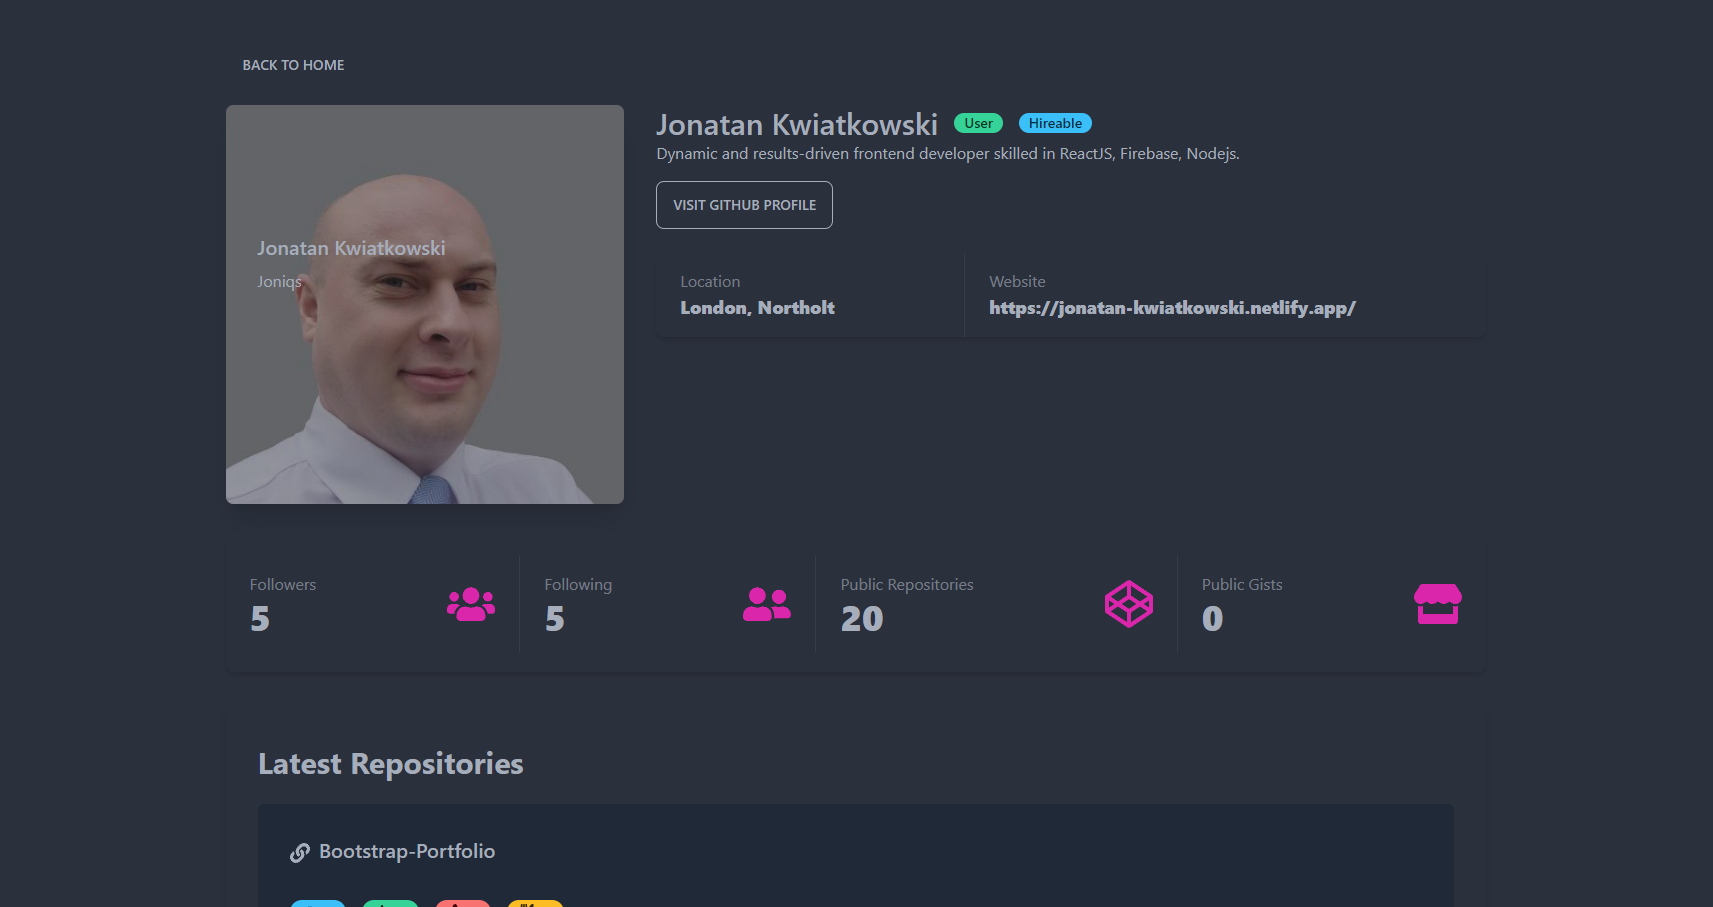 BACK TO HOME
Jonatan Kwiatkowski
Joniqs
Jonatan Kwiatkowski User Hireable
Dynamic and results-driven frontend developer skilled in ReactJS, Firebase, Nodejs.
VISIT GITHUB PROFILE
Location
London, Northolt
Website
https://jonatan-kwiatkowski.netlify.app/
Followers
5
Following
5
Public Repositories
20
Public Gists
0
Latest Repositories
Bootstrap-Portfolio